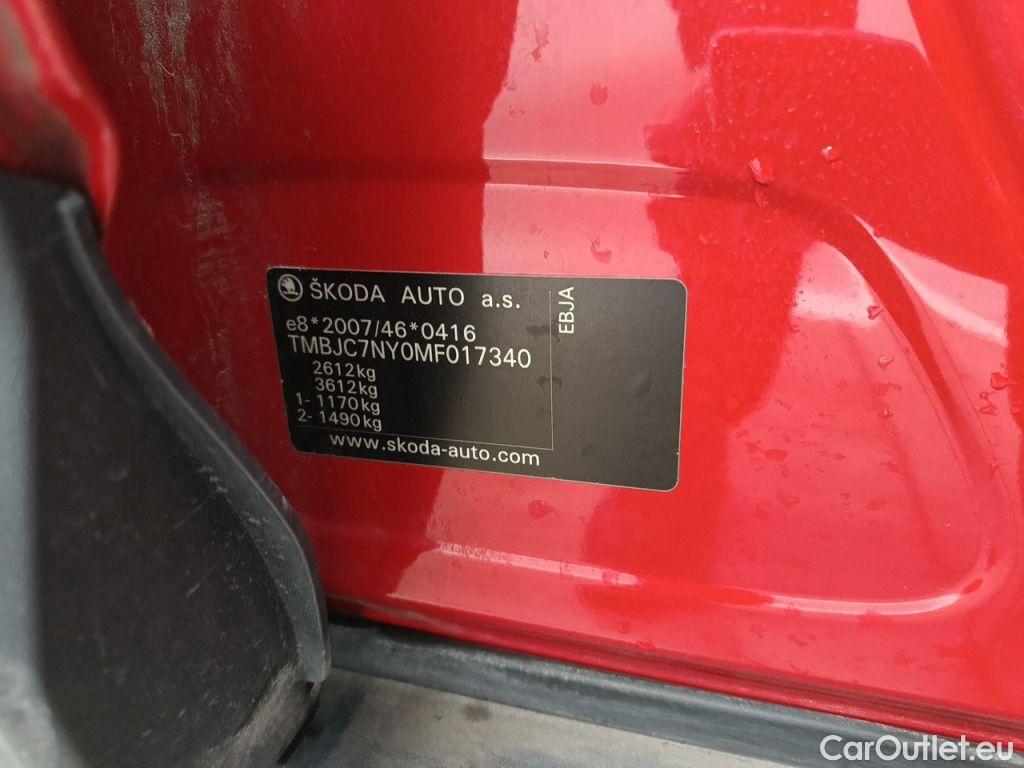 ŠKODA AUTO a.s.
e8*2007/46*0416
TMBJC7NY0MF017340
2612kg
3612kg
1- 1170kg
2- 1490kg
www.skoda-auto.com
EBJA
CarOutlet.eu